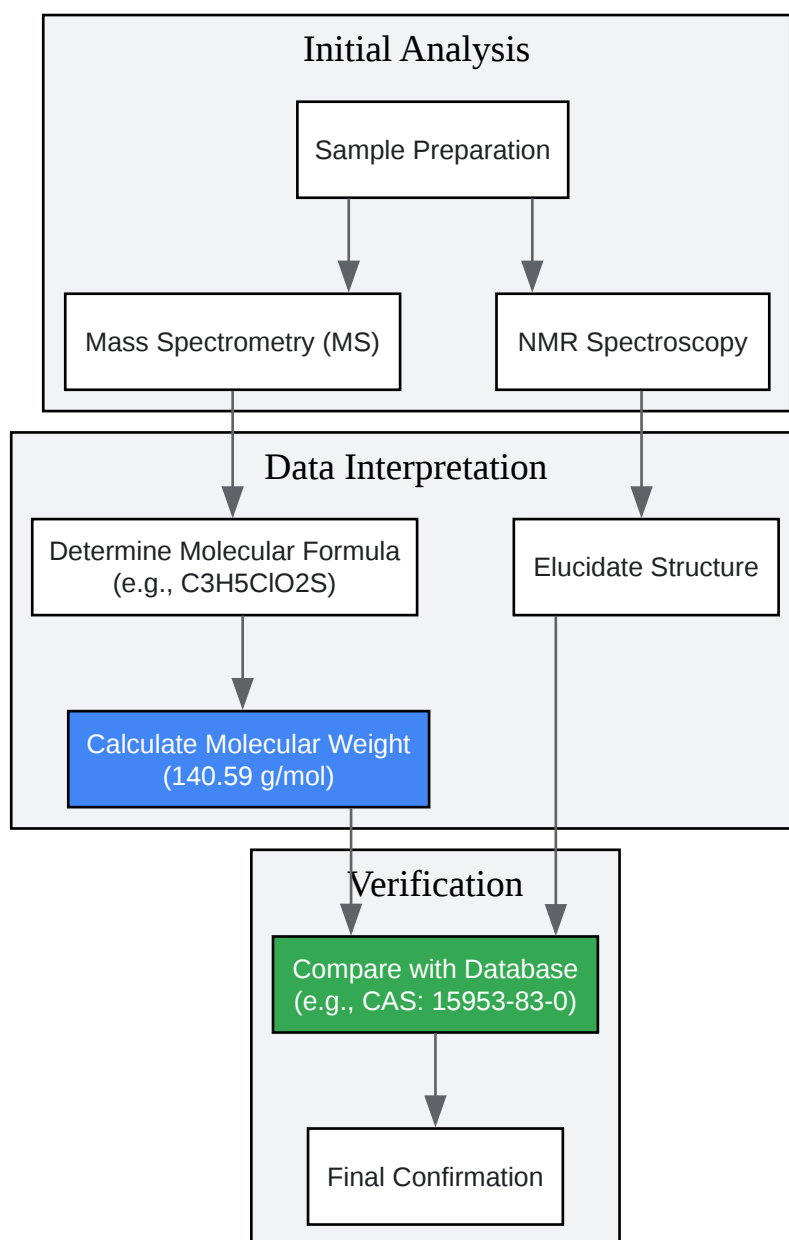 Initial Analysis
Sample Preparation
Mass Spectrometry (MS)
NMR Spectroscopy
Data Interpretation
Determine Molecular Formula
(e.g., C3H5ClO2S)
Elucidate Structure
Calculate Molecular Weight
(140.59 g/mol)
Verification
Compare with Database
(e.g., CAS: 15953-83-0)
Final Confirmation